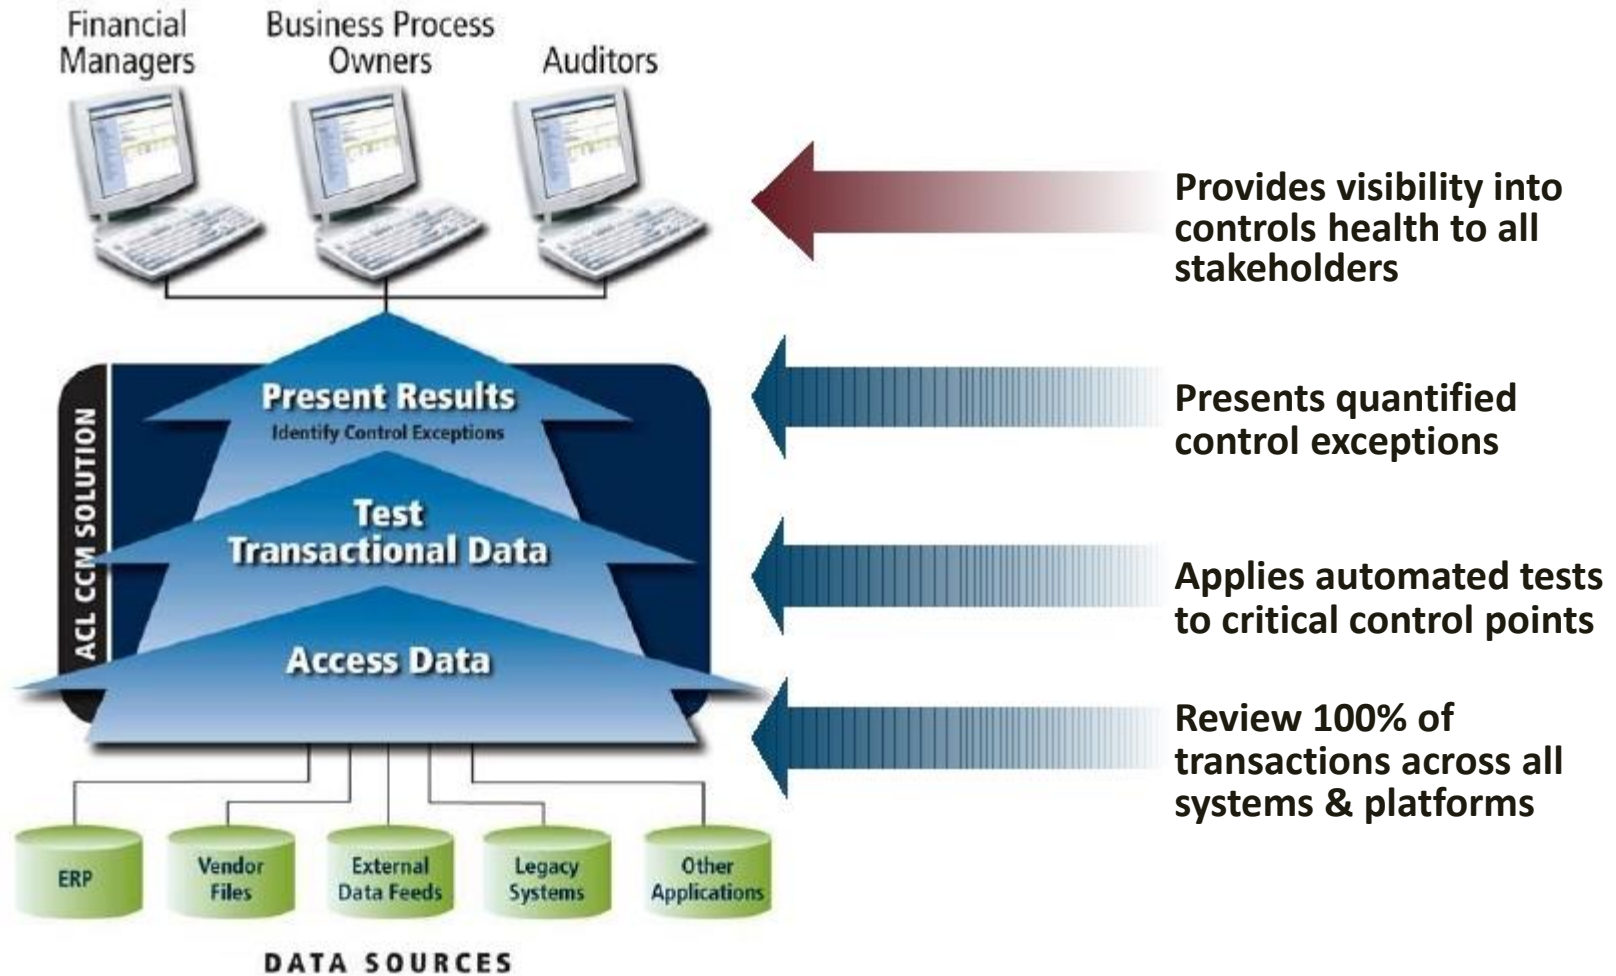 Financial
Managers
Business Process
Owners
Auditors
Provides visibility into
controls health to all
stakeholders
ACL CCM SOLUTION
Present Results
Identify Control Exceptions
Presents quantified
control exceptions
Test
Transactional Data
Applies automated tests
to critical control points
Access Data
Review 100% of
transactions across all
systems & platforms
ERP
Vendor
Files
External
Data Feeds
Legacy
Systems
Other
Applications
DATA SOURCES